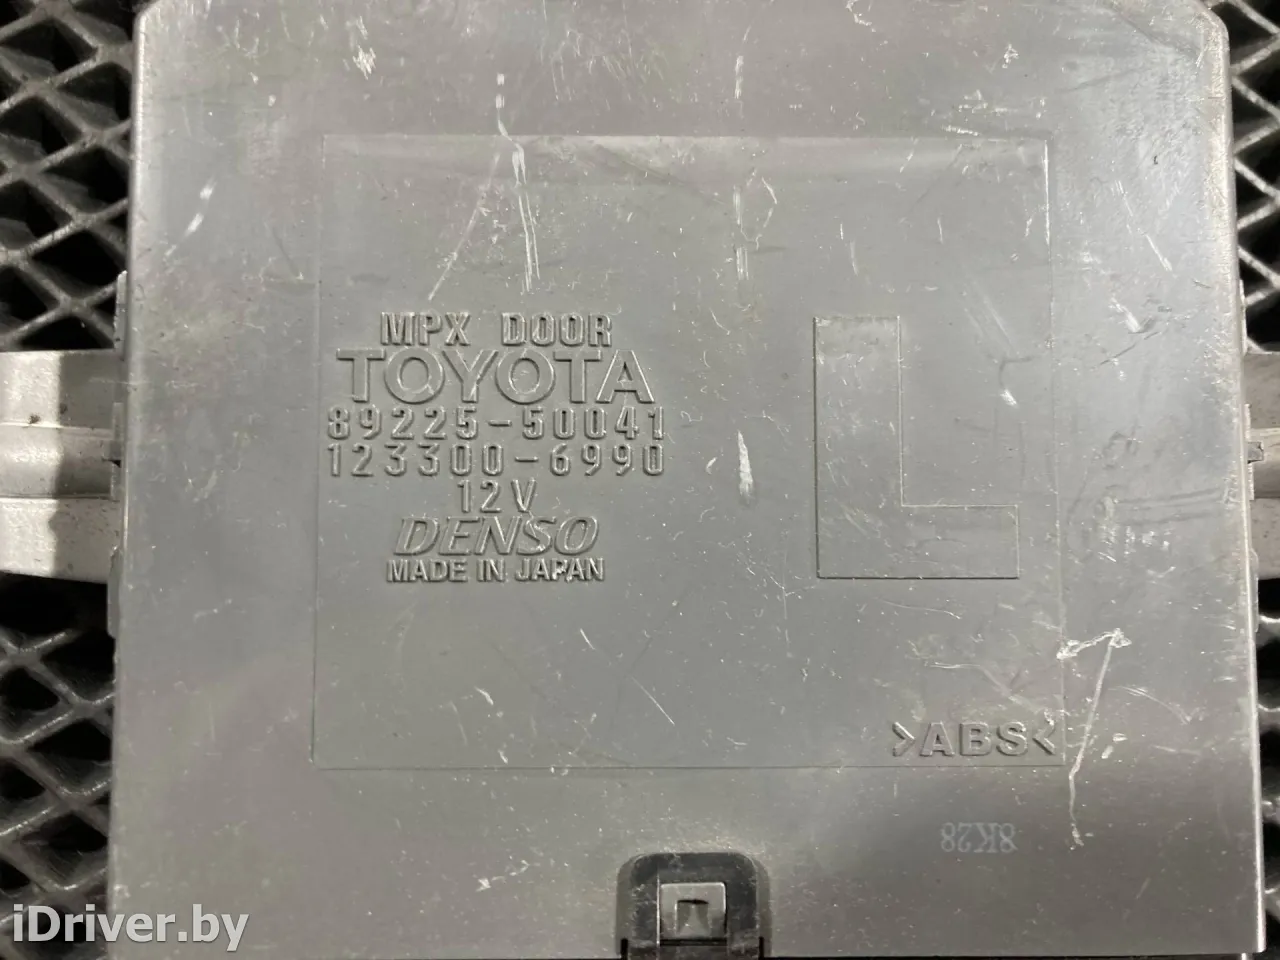 MPX DOOR
TOYOTA
89225-50041
123300-6990
12V
DENSO
MADE IN JAPAN
L
>ABS<
8K28
iDriver.by